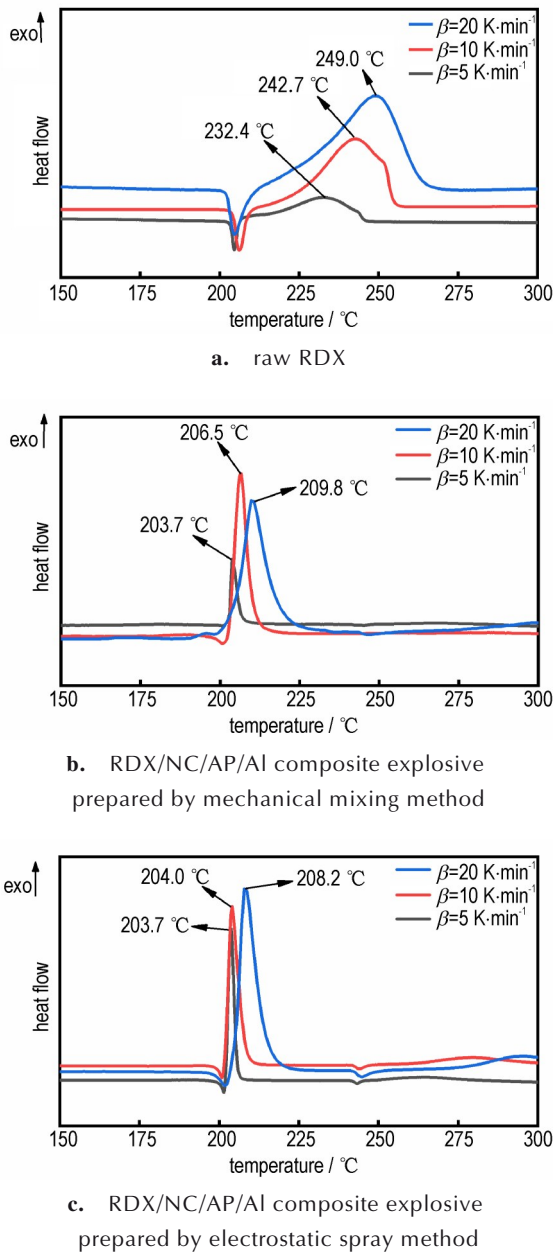 exo
β=20 K·min⁻¹
β=10 K·min⁻¹
β=5 K·min⁻¹
249.0 ℃
242.7 ℃
232.4 ℃
heat flow
150 175 200 225 250 275 300
temperature / ℃
a. raw RDX
exo
β=20 K·min⁻¹
β=10 K·min⁻¹
β=5 K·min⁻¹
206.5 ℃
209.8 ℃
203.7 ℃
heat flow
150 175 200 225 250 275 300
temperature / ℃
b. RDX/NC/AP/Al composite explosive
prepared by mechanical mixing method
exo
β=20 K·min⁻¹
β=10 K·min⁻¹
β=5 K·min⁻¹
204.0 ℃
208.2 ℃
203.7 ℃
heat flow
150 175 200 225 250 275 300
temperature / ℃
c. RDX/NC/AP/Al composite explosive
prepared by electrostatic spray method